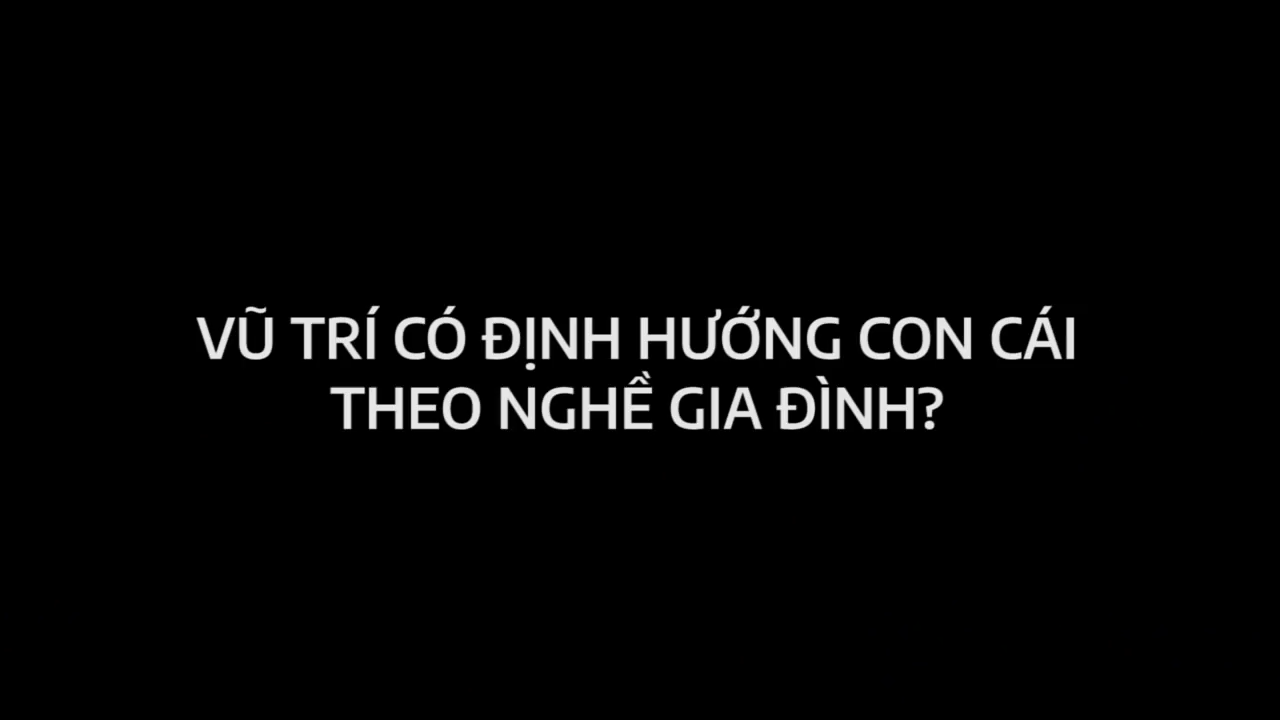 VŨ TRÍ CÓ ĐỊNH HƯỚNG CON CÁI
THEO NGHỀ GIA ĐÌNH?